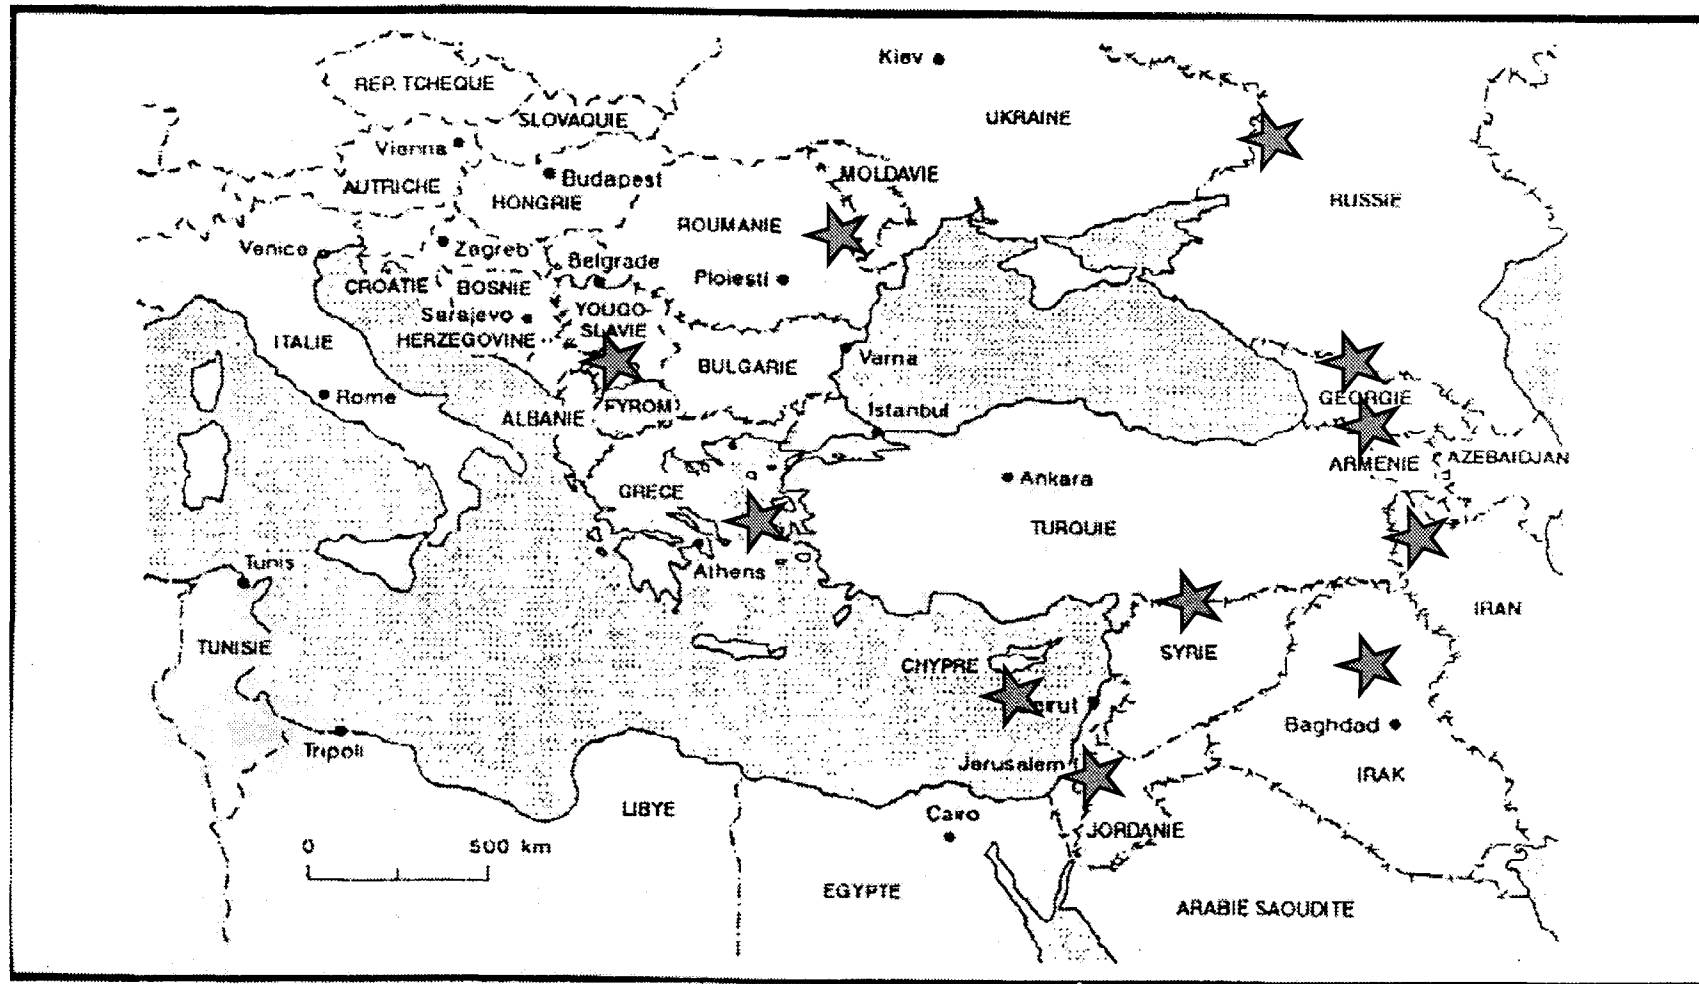 Kiev
REP. TCHEQUE
UKRAINE
SLOVAQUIE
Vienna
MOLDAVIE
Budapest
AUTRICHE
HONGRIE
RUSSIE
ROUMANIE
Venice
Zagreb
Belgrade
Ploiesti
CROATIE
BOSNIE
Sarajevo
YOUGO-
SLAVIE
HERZEGOVINE
ITALIE
Varna
BULGARIE
Rome
GEORGIE
FYROM
Istanbul
ALBANIE
ARMENIE
AZEBAIDJAN
Ankara
GRECE
TURQUIE
Tunis
Athens
IRAN
TUNISIE
SYRIE
CHYPRE
eirut
Baghdad
Tripoli
Jerusalem
IRAK
LIBYE
Cairo
JORDANIE
0
500 km
EGYPTE
ARABIE SAOUDITE